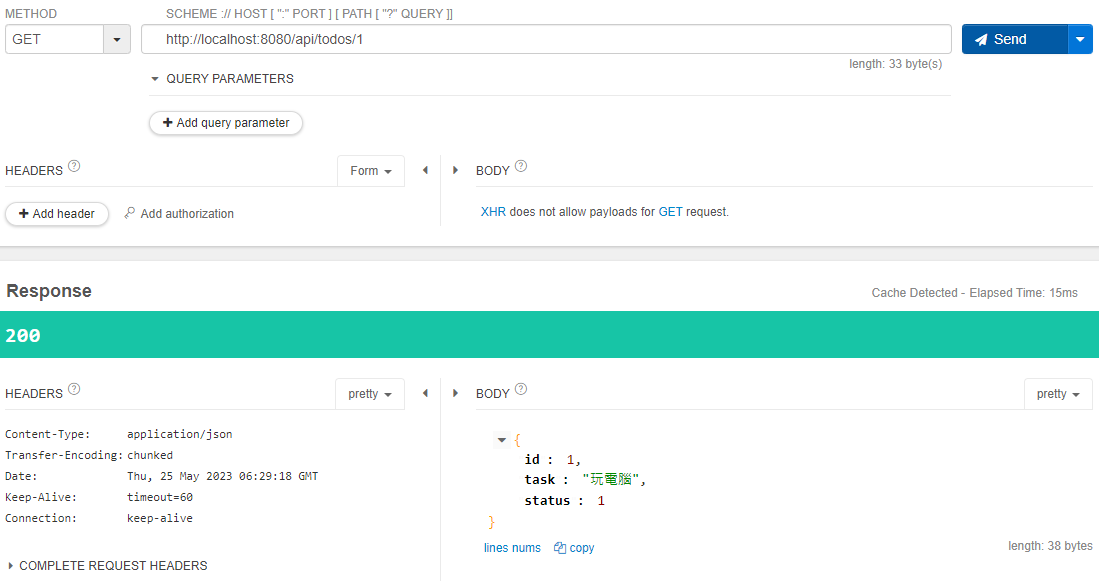 METHOD
SCHEME :// HOST [ ":" PORT ] [ PATH [ "?" QUERY ]]
GET
http://localhost:8080/api/todos/1
Send
length: 33 byte(s)
QUERY PARAMETERS
Add query parameter
HEADERS
Form
BODY
Add header
Add authorization
XHR does not allow payloads for GET request.
Response
Cache Detected - Elapsed Time: 15ms
200
HEADERS
pretty
BODY
pretty
Content-Type: application/json
Transfer-Encoding: chunked
Date: Thu, 25 May 2023 06:29:18 GMT
Keep-Alive: timeout=60
Connection: keep-alive
{
id : 1,
task : "玩電腦",
status : 1
}
lines nums
copy
length: 38 bytes
COMPLETE REQUEST HEADERS